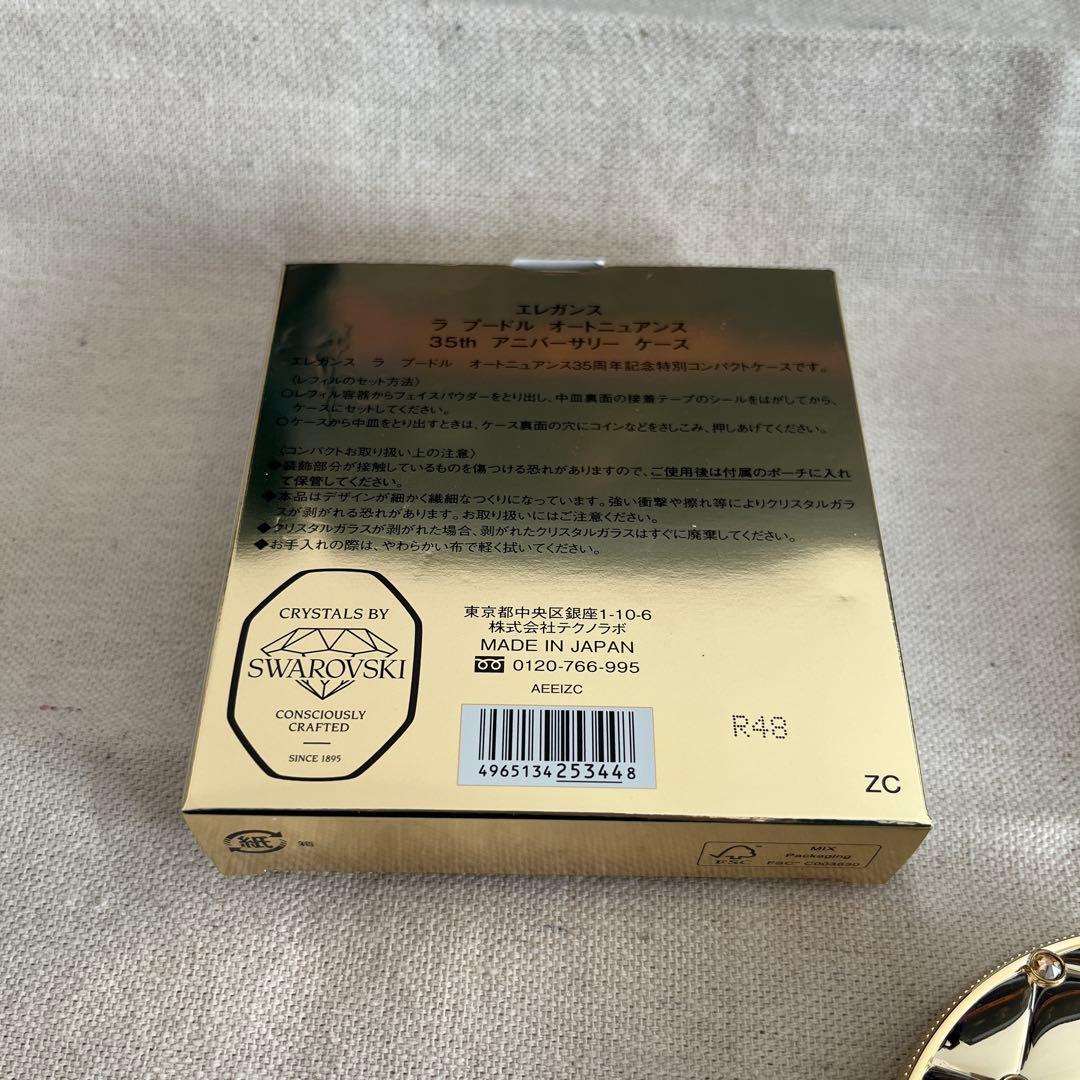 エレガンス
ラ プードル オートニュアンス
35th アニバーサリー ケース
エレガンス ラ プードル オートニュアンス35周年記念特別コンパクトケースです。
〈レフィルのセット方法〉
○レフィル容器からフェイスパウダーをとり出し、中皿裏面の接着テープのシールをはがしてから、
ケースにセットしてください。
○ケースから中皿をとり出すときは、ケース裏面の穴にコインなどをさしこみ、押しあげてください。
〈コンパクトお取り扱い上の注意〉
◆装飾部分が接触しているものを傷つける恐れがありますので、ご使用後は付属のポーチに入れ
て保管してください。
◆本品はデザインが細かく繊細なつくりになっています。強い衝撃や擦れ等によりクリスタルガラ
スが剥がれる恐れがあります。お取り扱いにはご注意ください。
◆クリスタルガラスが剥がれた場合、剥がれたクリスタルガラスはすぐに廃棄してください。
◆お手入れの際は、やわらかい布で軽く拭いてください。
CRYSTALS BY
SWAROVSKI
CONSCIOUSLY
CRAFTED
SINCE 1895
東京都中央区銀座1-10-6
株式会社テクノラボ
MADE IN JAPAN
0120-766-995
AEEIZC
4965134253448
R48
ZC
紙 箱
FSC
MIX
Packaging
FSC™ C003630